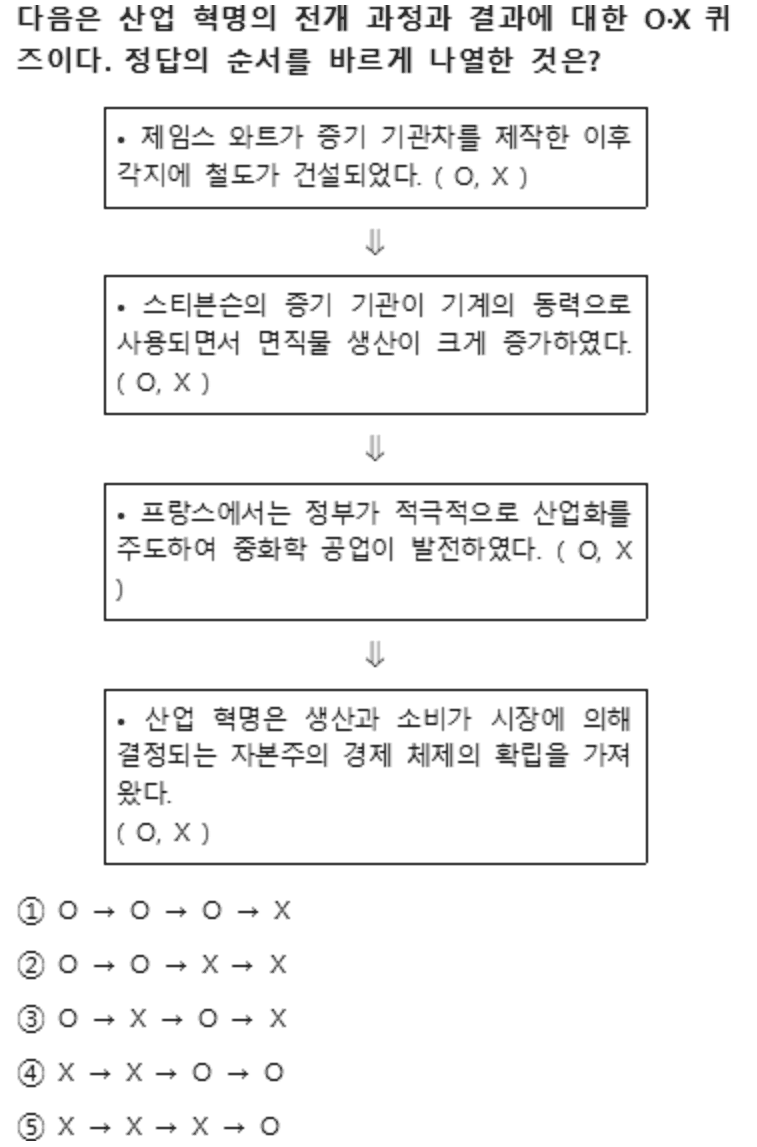 다음은 산업 혁명의 전개 과정과 결과에 대한 O·X 퀴
즈이다. 정답의 순서를 바르게 나열한 것은?
• 제임스 와트가 증기 기관차를 제작한 이후
각지에 철도가 건설되었다. ( O, X )
⇓
• 스티븐슨의 증기 기관이 기계의 동력으로
사용되면서 면직물 생산이 크게 증가하였다.
( O, X )
⇓
• 프랑스에서는 정부가 적극적으로 산업화를
주도하여 중화학 공업이 발전하였다. ( O, X
)
⇓
• 산업 혁명은 생산과 소비가 시장에 의해
결정되는 자본주의 경제 체제의 확립을 가져
왔다.
( O, X )
① O → O → O → X
② O → O → X → X
③ O → X → O → X
④ X → X → O → O
⑤ X → X → X → O